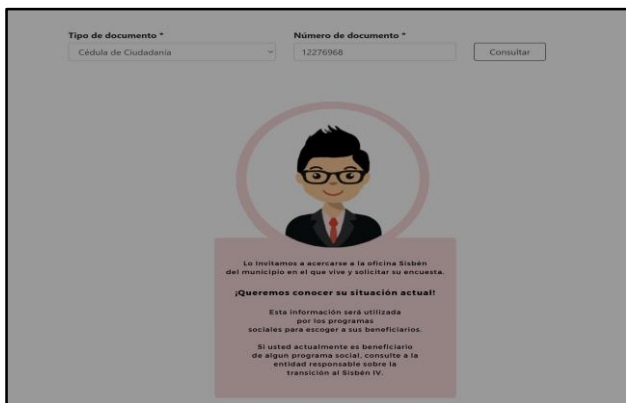 Tipo de documento * Número de documento *
Cédula de Ciudadanía 12276968 Consultar
Lo invitamos a acercarse a la oficina Sisbén
del municipio en el que vive y solicitar su encuesta.
¡Queremos conocer su situación actual!
Esta información será utilizada
por los programas
sociales para escoger a sus beneficiarios.
Si usted actualmente es beneficiario
de algun programa social, consulte a la
entidad responsable sobre la
transición al Sisbén IV.